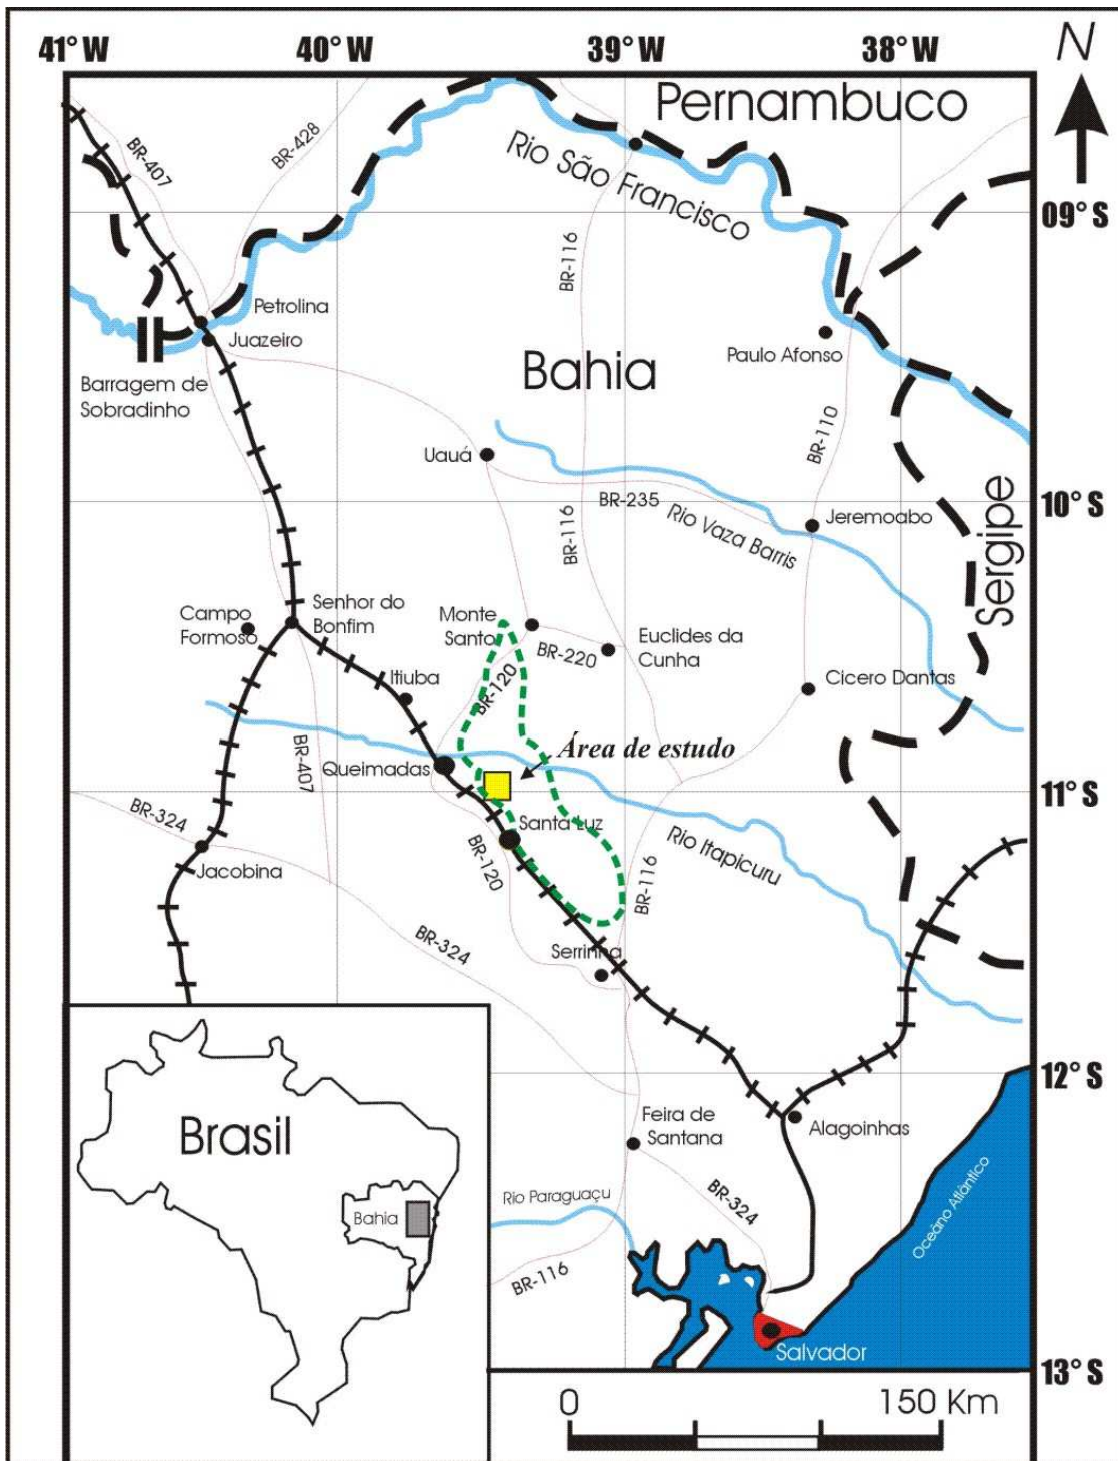 41° W
40° W
39° W
38° W
N
Pernambuco
BR-407
BR-428
Rio São Francisco
09° S
BR-116
Petrolina
Juazeiro
Paulo Afonso
Bahia
Barragem de
Sobradinho
BR-110
Uauá
BR-235
10° S
Rio Vaza Barris
Jeremoabo
BR-116
Sergipe
Campo
Formoso
Senhor do
Bonfim
Monte
Santo
BR-220
Euclides da
Cunha
Itiuba
BR-120
Cicero Dantas
Área de estudo
Queimadas
BR-407
11° S
BR-324
Santa Luz
Jacobina
BR-120
BR-116
Rio Itapicuru
BR-324
Serrinha
12° S
Brasil
Feira de
Santana
Alagoinhas
Bahia
Rio Paraguaçu
BR-324
Oceâno Atlântico
BR-116
Salvador
13° S
0
150 Km